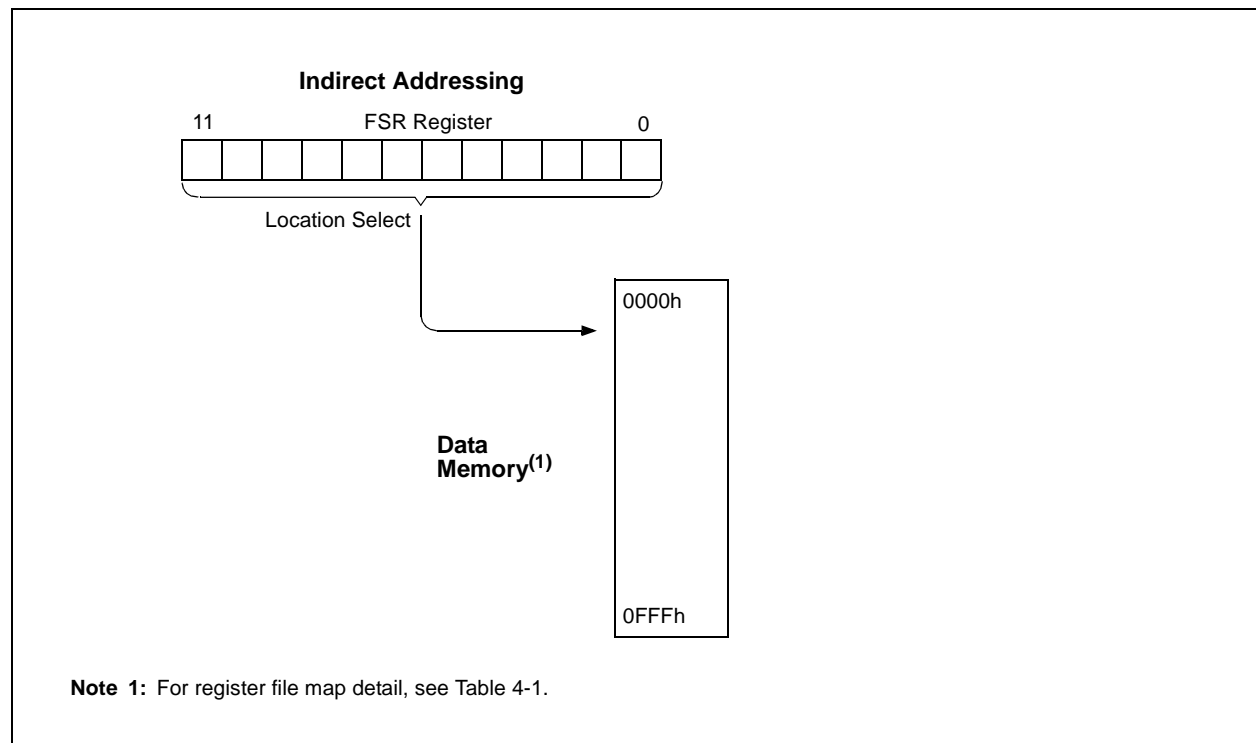 Indirect Addressing
11 FSR Register 0
Location Select
0000h
Data
Memory(1)
0FFFh
Note 1: For register file map detail, see Table 4-1.